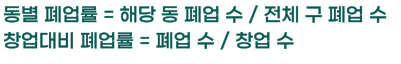 동별 폐업률 = 해당 동 폐업 수 / 전체 구 폐업 수
창업대비 폐업률 = 폐업 수 / 창업 수